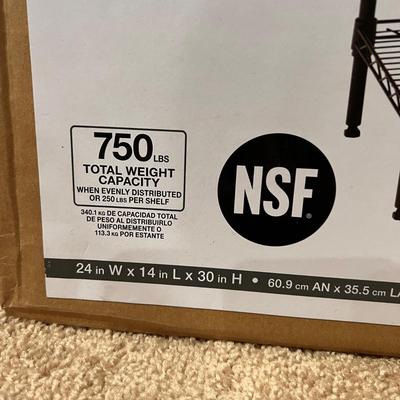 750 LBS
TOTAL WEIGHT
CAPACITY
WHEN EVENLY DISTRIBUTED
OR 250 LBS PER SHELF
340.1 KG DE CAPACIDAD TOTAL
DE PESO AL DISTRIBUIRLO
UNIFORMEMENTE O
113.3 KG POR ESTANTE
NSF®
24 in W x 14 in L x 30 in H • 60.9 cm AN x 35.5 cm LA